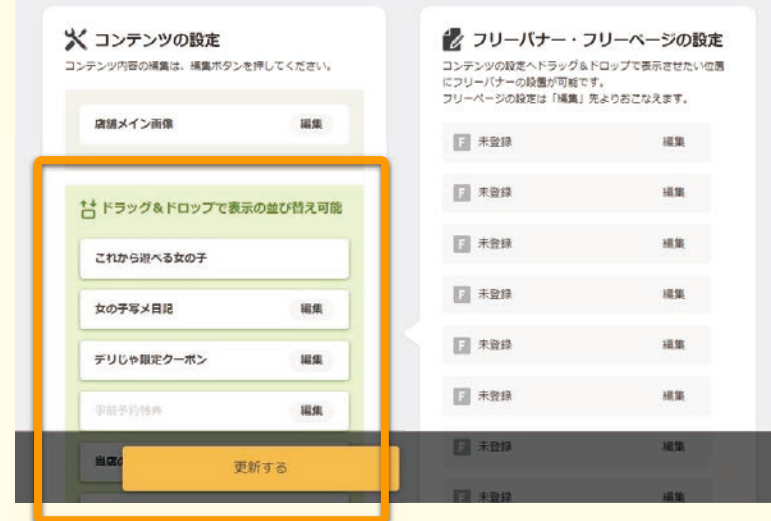 コンテンツの設定
コンテンツ内容の編集は、編集ボタンを押してください。
店舗メイン画像 編集
ドラッグ&ドロップで表示の並び替え可能
これから遊べる女の子
女の子写メ日記 編集
デリじゃ限定クーポン 編集
事前予約特典 編集
当店の
更新する
フリーバナー・フリーページの設定
コンテンツの設定へドラッグ&ドロップで表示させたい位置
にフリーバナーの設置が可能です。
フリーページの設定は「編集」先よりおこなえます。
F 未登録 編集
F 未登録 編集
F 未登録 編集
F 未登録 編集
F 未登録 編集
F 未登録 編集
F 未登録 編集
F 未登録 編集